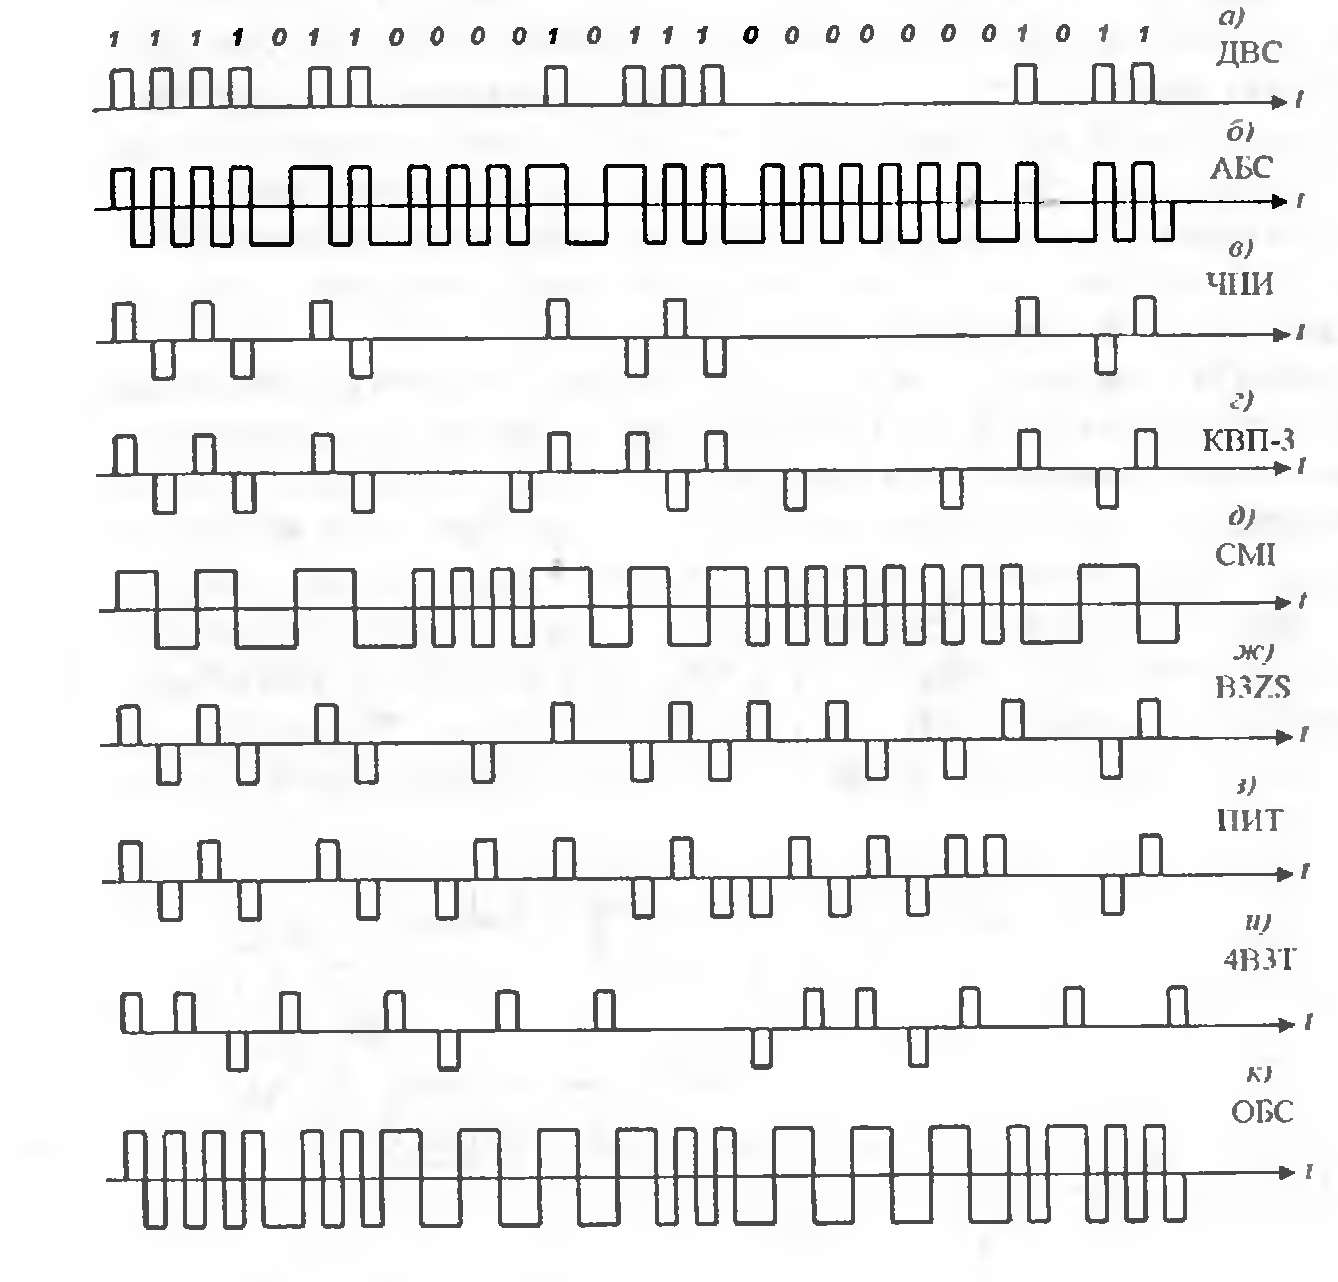 а)
1 1 1 1 0 1 1 0 0 0 0 1 0 1 1 1 0 0 0 0 0 0 0 1 0 1 1
ДВС
t
б)
АБС
t
в)
ЧПИ
t
г)
КВП-3
t
д)
CMI
t
ж)
B3ZS
t
з)
ПИТ
t
и)
4B3T
t
к)
ОБС
t